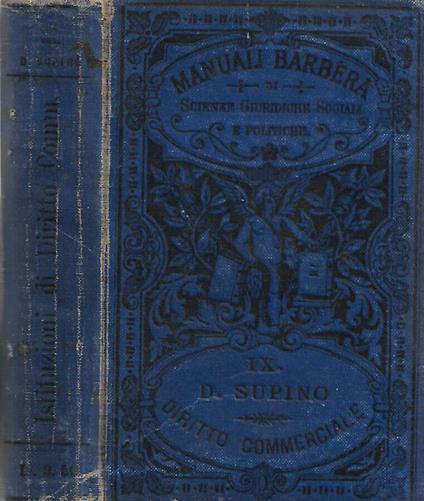 D. SUPINO
Istituzioni di Diritto Comm.
MANUALI BARBÈRA
DI
SCIENZE GIURIDICHE SOCIALI
E POLITICHE
IX.
D. SUPINO
DIRITTO COMMERCIALE